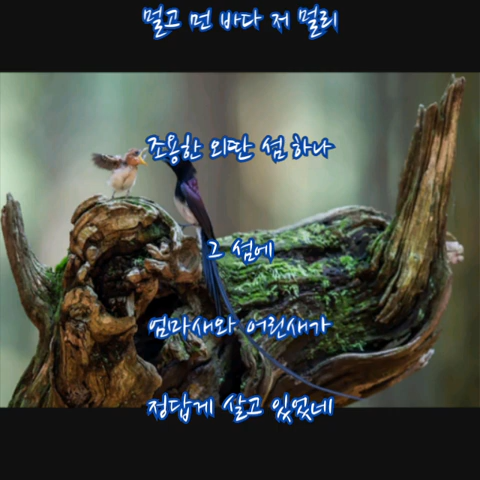 멀고 먼 바다 저 멀리
조용한 외딴 섬 하나
그 섬에
엄마새와 어린새가
정답게 살고 있었네